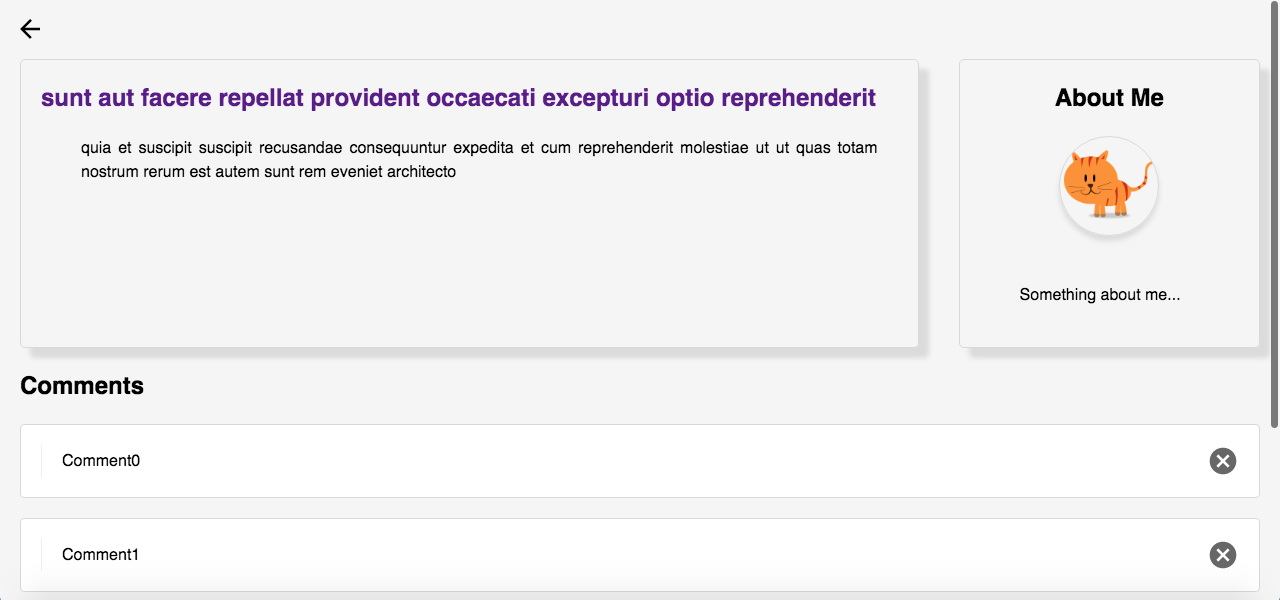 sunt aut facere repellat provident occaecati excepturi optio reprehenderit
quia et suscipit suscipit recusandae consequuntur expedita et cum reprehenderit molestiae ut ut quas totam
nostrum rerum est autem sunt rem eveniet architecto
About Me
Something about me...
Comments
Comment0
Comment1